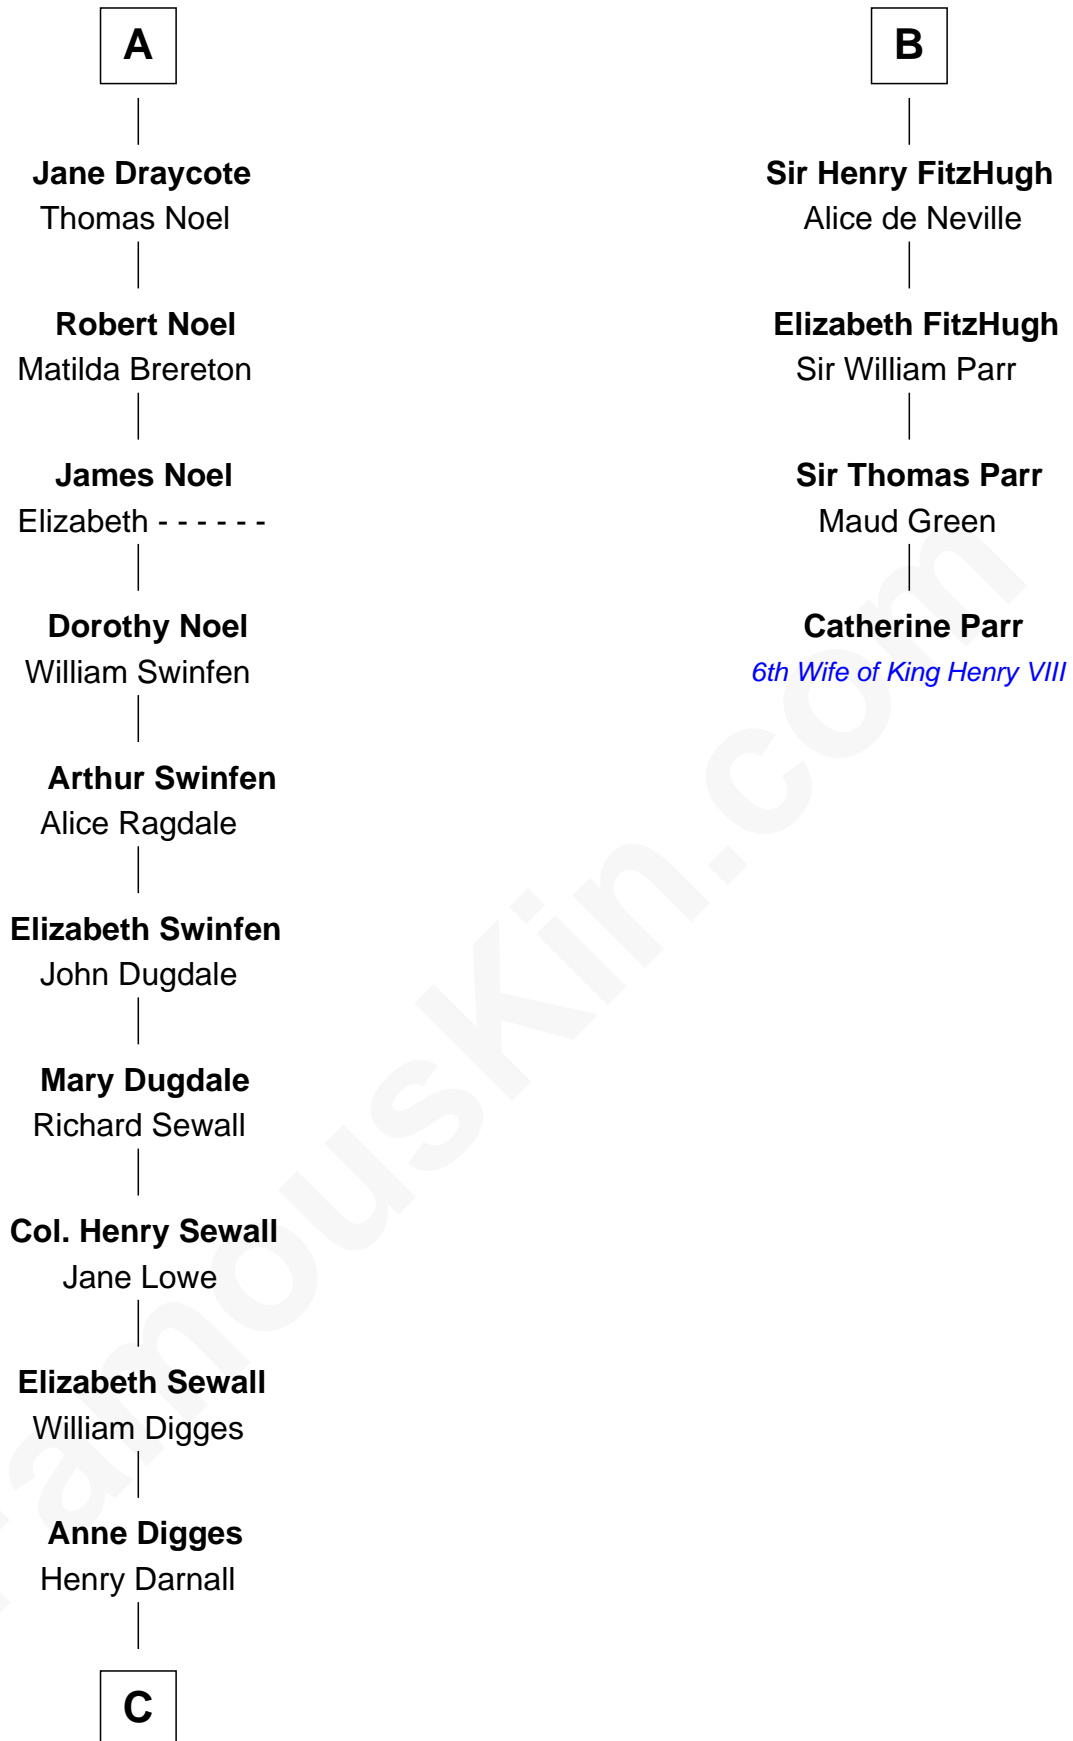 A
Jane Draycote
Thomas Noel
Robert Noel
Matilda Brereton
James Noel
Elizabeth - - - - - -
Dorothy Noel
William Swinfen
Arthur Swinfen
Alice Ragdale
Elizabeth Swinfen
John Dugdale
Mary Dugdale
Richard Sewall
Col. Henry Sewall
Jane Lowe
Elizabeth Sewall
William Digges
Anne Digges
Henry Darnall
C
B
Sir Henry FitzHugh
Alice de Neville
Elizabeth FitzHugh
Sir William Parr
Sir Thomas Parr
Maud Green
Catherine Parr
6th Wife of King Henry VIII
FamousKin.com